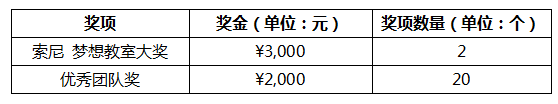 奖项 奖金（单位：元） 奖项数量（单位：个）
索尼 梦想教室大奖 ¥3,000 2
优秀团队奖 ¥2,000 20